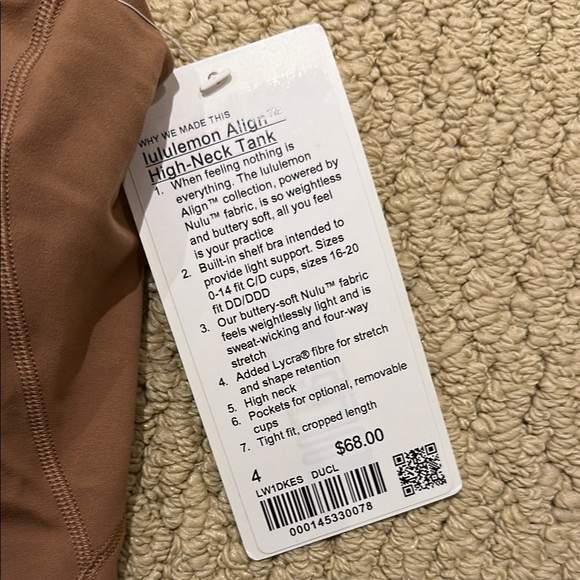 WHY WE MADE THIS
lululemon Align™
High-Neck Tank
1. When feeling nothing is
everything. The lululemon
Align™ collection, powered by
Nulu™ fabric, is so weightless
and buttery soft, all you feel
is your practice
2. Built-in shelf bra intended to
provide light support. Sizes
0-14 fit C/D cups, sizes 16-20
fit DD/DDD
3. Our buttery-soft Nulu™ fabric
feels weightlessly light and is
sweat-wicking and four-way
stretch
4. Added Lycra® fibre for stretch
and shape retention
5. High neck
6. Pockets for optional, removable
cups
7. Tight fit, cropped length
$68.00
4
LW1DKES DUCL
000145330078